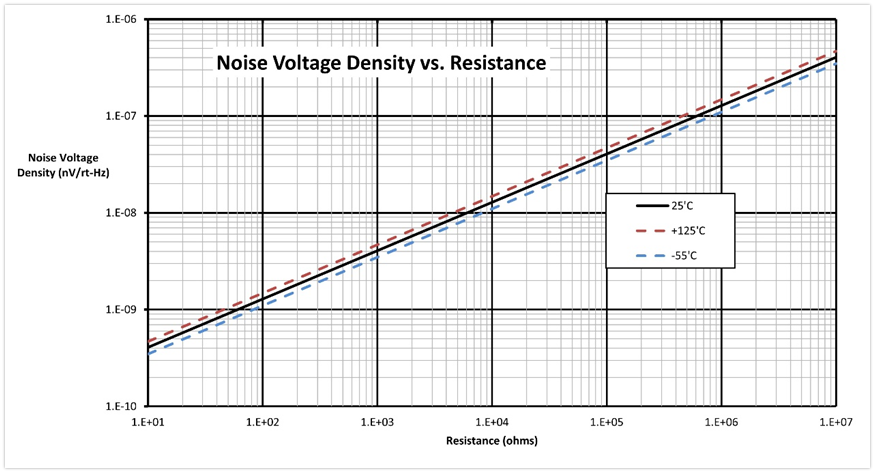 1.E-06
Noise Voltage Density vs. Resistance
1.E-07
Noise Voltage
Density (nV/rt-Hz)
25'C
1.E-08
+125'C
-55'C
1.E-09
1.E-10
1.E+01 1.E+02 1.E+03 1.E+04 1.E+05 1.E+06 1.E+07
Resistance (ohms)